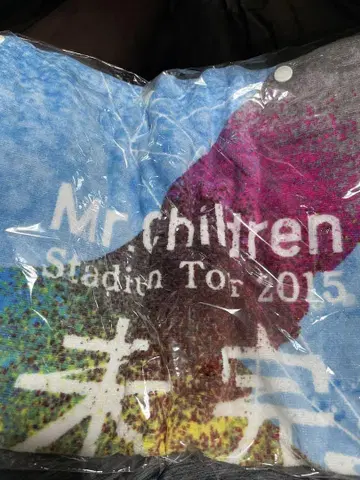 Mr.Children
Stadium Tour 2015
未完